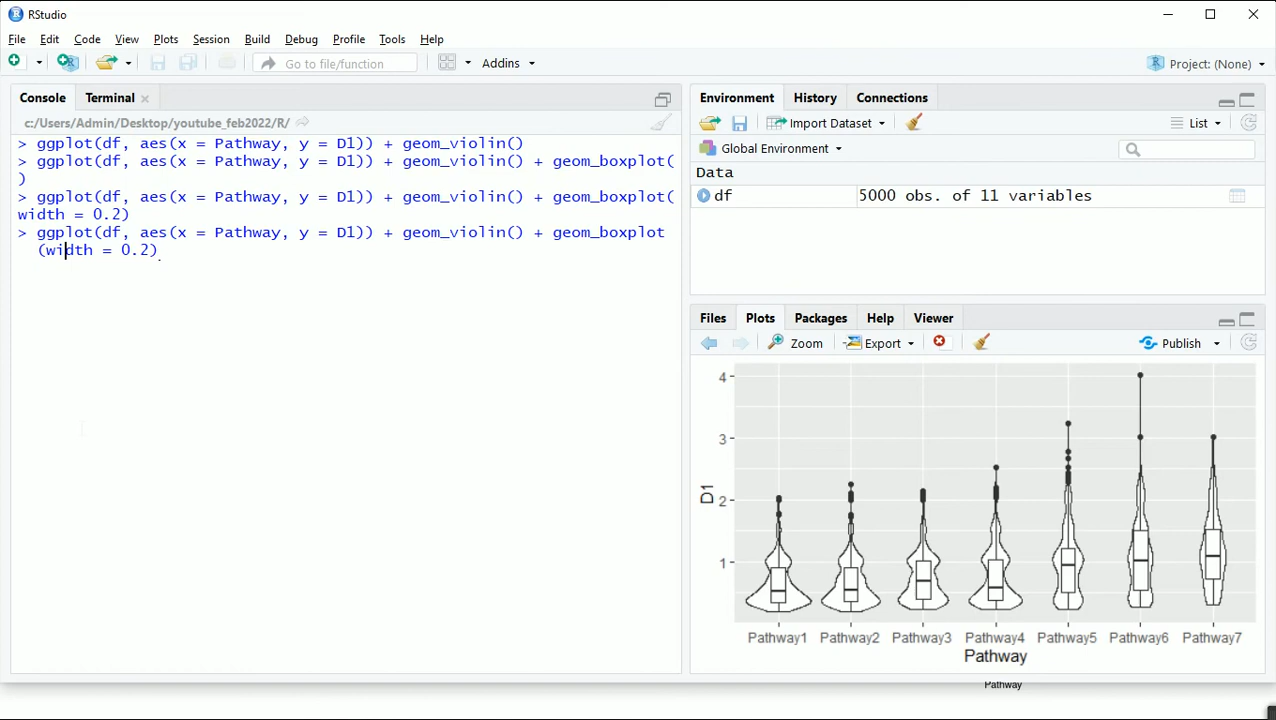 RStudio
File Edit Code View Plots Session Build Debug Profile Tools Help
Go to file/function Addins Project: (None)
Console Terminal
c:/Users/Admin/Desktop/youtube_feb2022/R/
> ggplot(df, aes(x = Pathway, y = D1)) + geom_violin()
> ggplot(df, aes(x = Pathway, y = D1)) + geom_violin() + geom_boxplot(
)
> ggplot(df, aes(x = Pathway, y = D1)) + geom_violin() + geom_boxplot(
width = 0.2)
> ggplot(df, aes(x = Pathway, y = D1)) + geom_violin() + geom_boxplot
(width = 0.2)
Environment History Connections
Import Dataset List
Global Environment
Data
df 5000 obs. of 11 variables
Files Plots Packages Help Viewer
Zoom Export Publish
4
3
2
1
D1
Pathway1 Pathway2 Pathway3 Pathway4 Pathway5 Pathway6 Pathway7
Pathway
Pathway